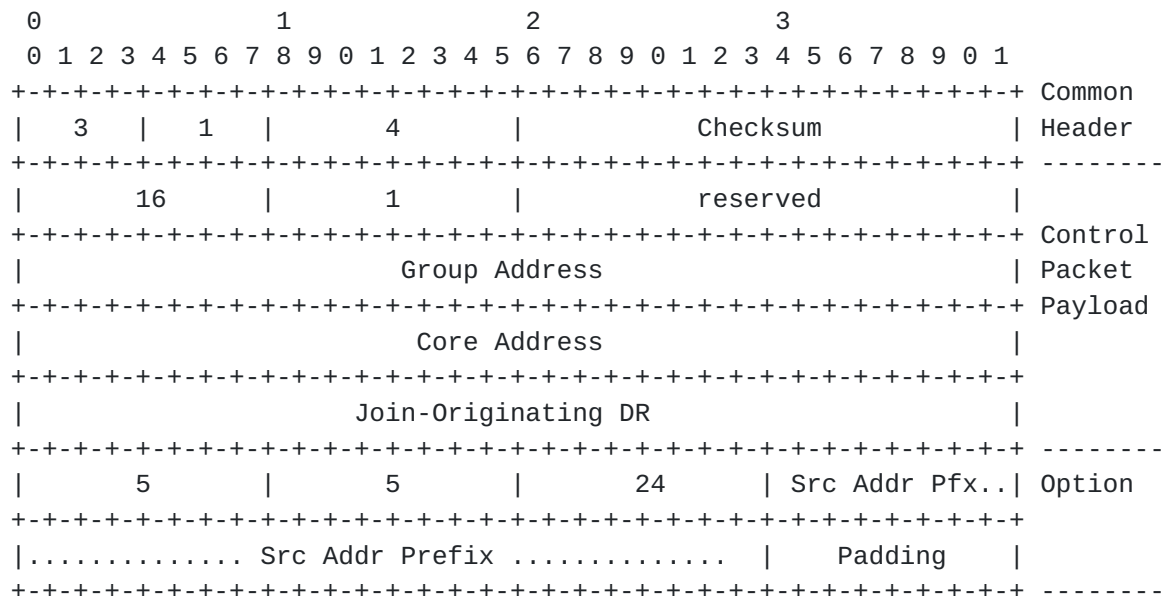 0               1               2               3
 0 1 2 3 4 5 6 7 8 9 0 1 2 3 4 5 6 7 8 9 0 1 2 3 4 5 6 7 8 9 0 1
+-+-+-+-+-+-+-+-+-+-+-+-+-+-+-+-+-+-+-+-+-+-+-+-+-+-+-+-+-+-+-+-+ Common
|   3   |   1   |       4       |           Checksum            | Header
+-+-+-+-+-+-+-+-+-+-+-+-+-+-+-+-+-+-+-+-+-+-+-+-+-+-+-+-+-+-+-+-+ --------
|       16      |       1       |           reserved            |
+-+-+-+-+-+-+-+-+-+-+-+-+-+-+-+-+-+-+-+-+-+-+-+-+-+-+-+-+-+-+-+-+ Control
|                        Group Address                          | Packet
+-+-+-+-+-+-+-+-+-+-+-+-+-+-+-+-+-+-+-+-+-+-+-+-+-+-+-+-+-+-+-+-+ Payload
|                         Core Address                          |
+-+-+-+-+-+-+-+-+-+-+-+-+-+-+-+-+-+-+-+-+-+-+-+-+-+-+-+-+-+-+-+-+
|                     Join-Originating DR                       |
+-+-+-+-+-+-+-+-+-+-+-+-+-+-+-+-+-+-+-+-+-+-+-+-+-+-+-+-+-+-+-+-+ --------
|       5       |       5       |       24      | Src Addr Pfx..| Option
+-+-+-+-+-+-+-+-+-+-+-+-+-+-+-+-+-+-+-+-+-+-+-+-+-+-+-+-+-+-+-+-+
|.............. Src Addr Prefix ..............  |    Padding    |
+-+-+-+-+-+-+-+-+-+-+-+-+-+-+-+-+-+-+-+-+-+-+-+-+-+-+-+-+-+-+-+-+ --------